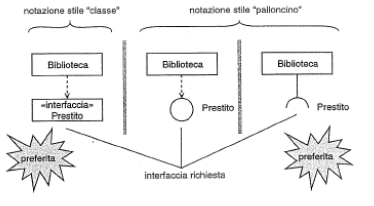 notazione stile "classe"
notazione stile "palloncino"
Biblioteca
Biblioteca
Biblioteca
«interfaccia»
Prestito
Prestito
Prestito
preferita
preferita
interfaccia richiesta